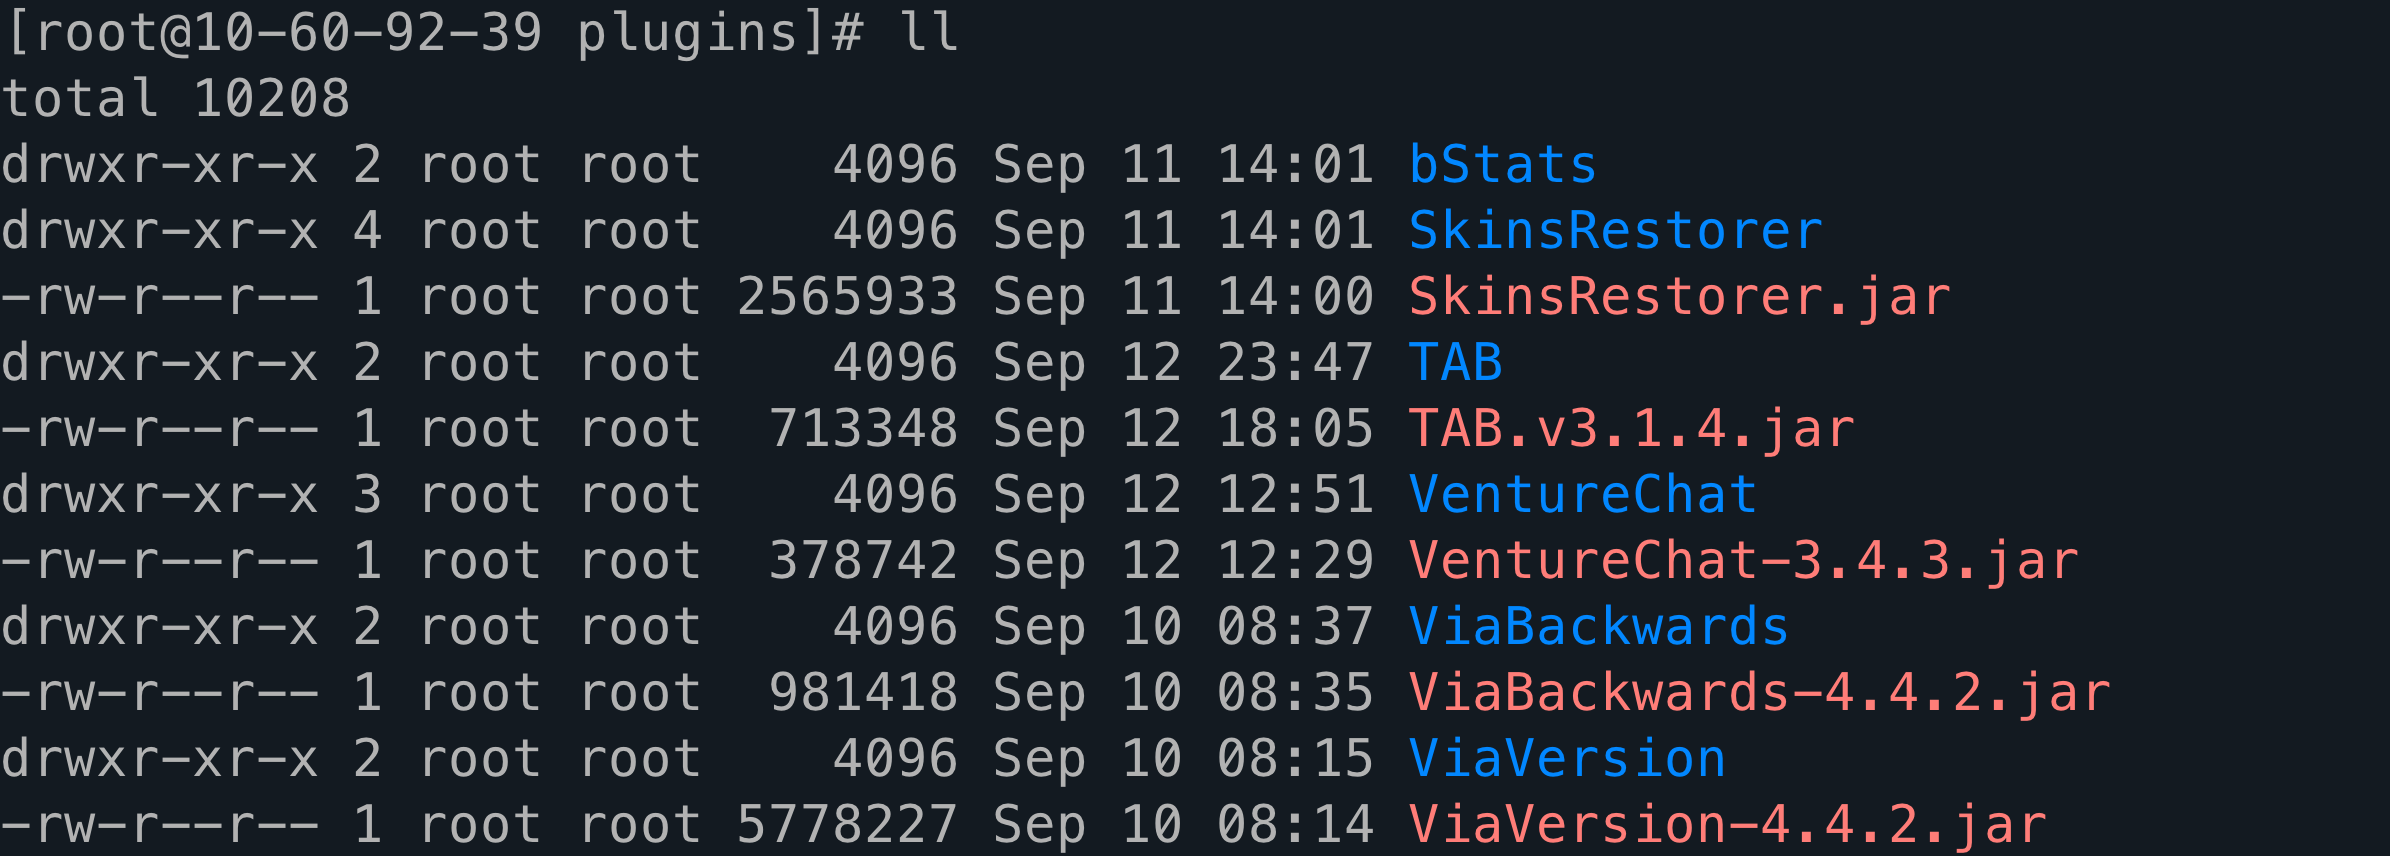 [root@10-60-92-39 plugins]# ll
total 10208
drwxr-xr-x 2 root root    4096 Sep 11 14:01 bStats
drwxr-xr-x 4 root root    4096 Sep 11 14:01 SkinsRestorer
-rw-r--r-- 1 root root 2565933 Sep 11 14:00 SkinsRestorer.jar
drwxr-xr-x 2 root root    4096 Sep 12 23:47 TAB
-rw-r--r-- 1 root root  713348 Sep 12 18:05 TAB.v3.1.4.jar
drwxr-xr-x 3 root root    4096 Sep 12 12:51 VentureChat
-rw-r--r-- 1 root root  378742 Sep 12 12:29 VentureChat-3.4.3.jar
drwxr-xr-x 2 root root    4096 Sep 10 08:37 ViaBackwards
-rw-r--r-- 1 root root  981418 Sep 10 08:35 ViaBackwards-4.4.2.jar
drwxr-xr-x 2 root root    4096 Sep 10 08:15 ViaVersion
-rw-r--r-- 1 root root 5778227 Sep 10 08:14 ViaVersion-4.4.2.jar